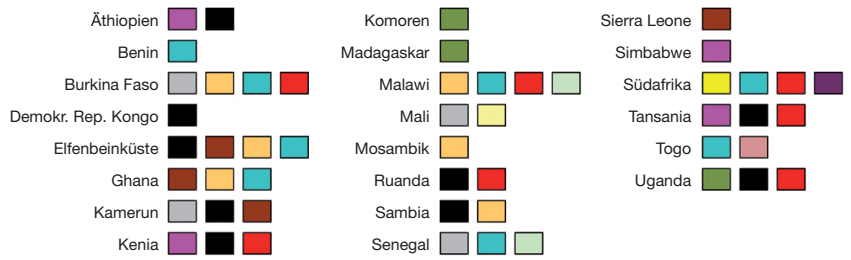 Äthiopien
Benin
Burkina Faso
Demokr. Rep. Kongo
Elfenbeinküste
Ghana
Kamerun
Kenia
Komoren
Madagaskar
Malawi
Mali
Mosambik
Ruanda
Sambia
Senegal
Sierra Leone
Simbabwe
Südafrika
Tansania
Togo
Uganda